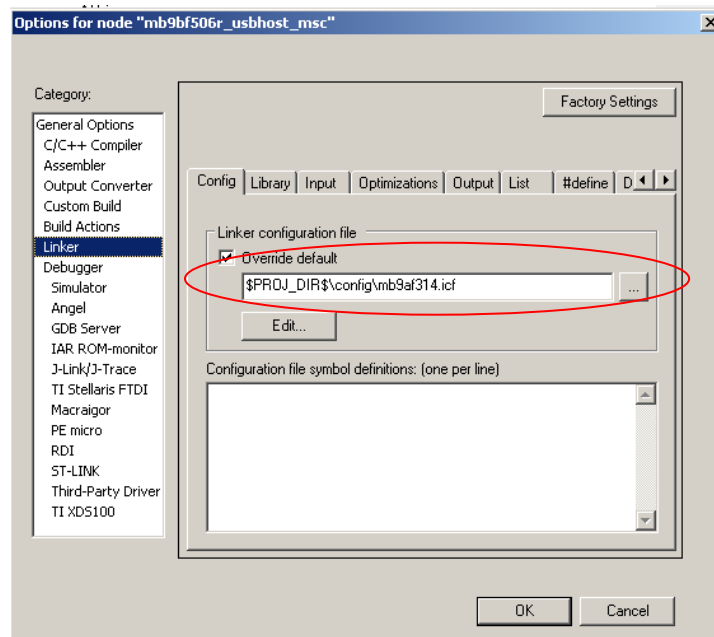 Options for node "mb9bf506r_usbhost_msc"
Category:
Factory Settings
General Options
C/C++ Compiler
Assembler
Output Converter
Custom Build
Build Actions
Linker
Debugger
Simulator
Angel
GDB Server
IAR ROM-monitor
J-Link/J-Trace
TI Stellaris FTDI
Macraigor
PE micro
RDI
ST-LINK
Third-Party Driver
TI XDS100
Config Library Input Optimizations Output List #define D
Linker configuration file
Override default
$PROJ_DIR$\config\mb9af314.icf
...
Edit...
Configuration file symbol definitions: (one per line)
OK Cancel